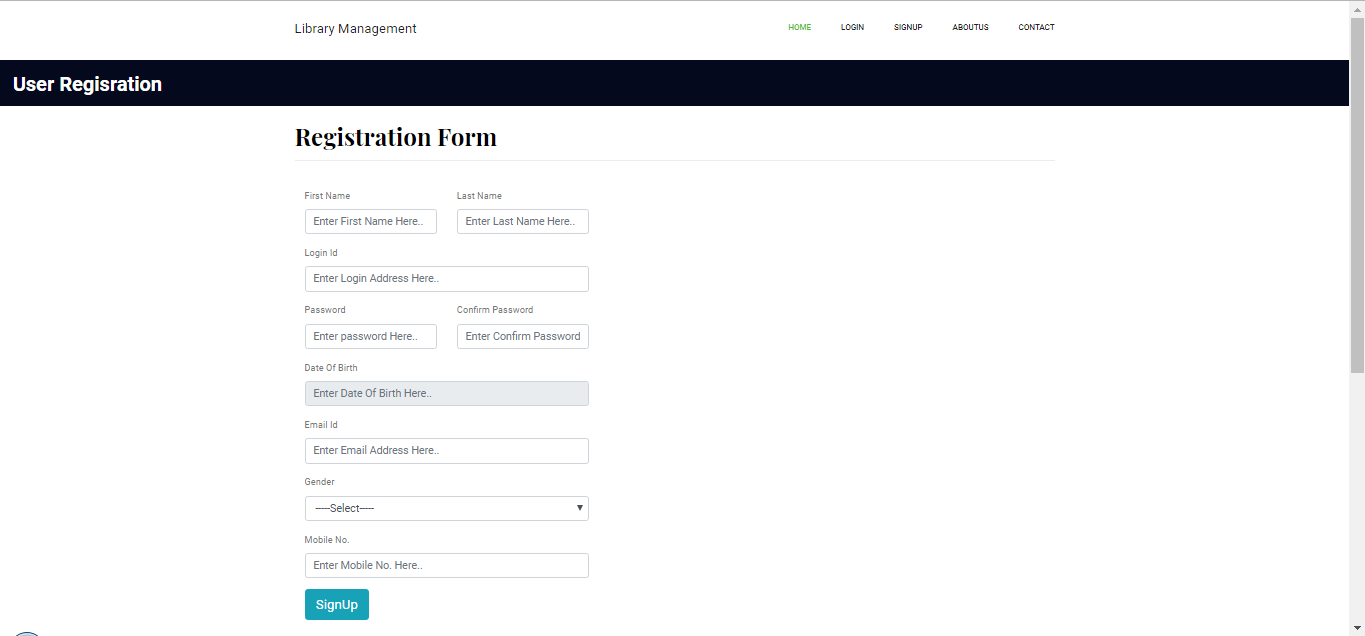 Library Management HOME LOGIN SIGNUP ABOUTUS CONTACT
User Regisration
Registration Form
First Name Last Name
Enter First Name Here.. Enter Last Name Here..
Login Id
Enter Login Address Here..
Password Confirm Password
Enter password Here.. Enter Confirm Password
Date Of Birth
Enter Date Of Birth Here..
Email Id
Enter Email Address Here..
Gender
-----Select-----
Mobile No.
Enter Mobile No. Here..
SignUp